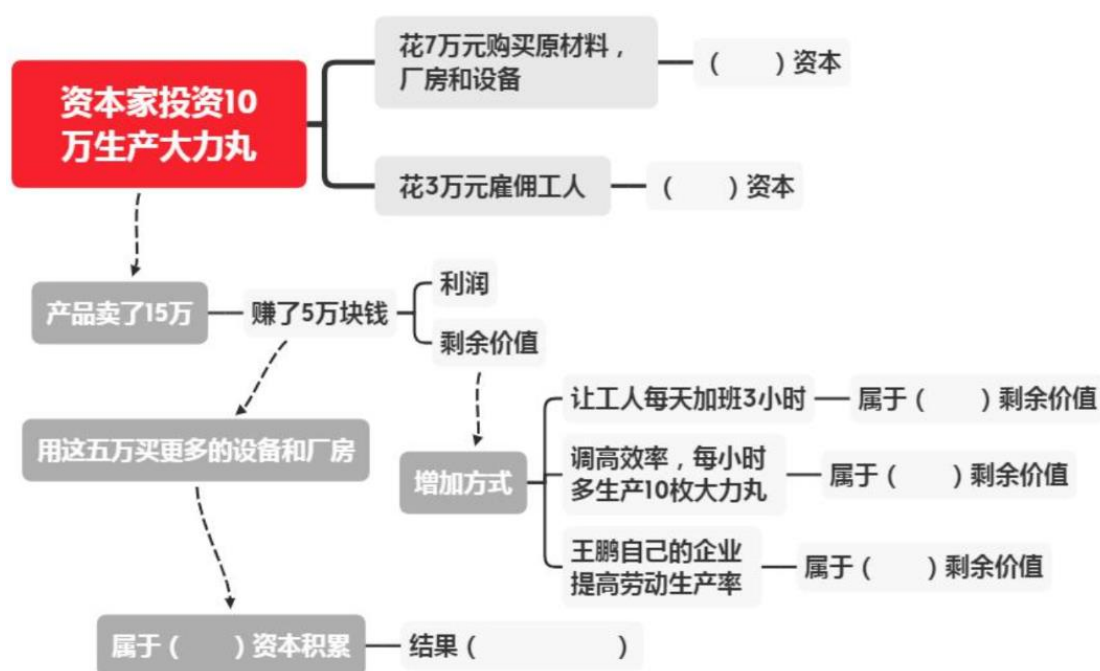 资本家投资10
万生产大力丸
花7万元购买原材料，
厂房和设备
（　　）资本
花3万元雇佣工人
（　　）资本
产品卖了15万
赚了5万块钱
利润
剩余价值
用这五万买更多的设备和厂房
增加方式
让工人每天加班3小时
属于（　　）剩余价值
调高效率，每小时
多生产10枚大力丸
属于（　　）剩余价值
王鹏自己的企业
提高劳动生产率
属于（　　）剩余价值
属于（　　）资本积累
结果（　　　　　）